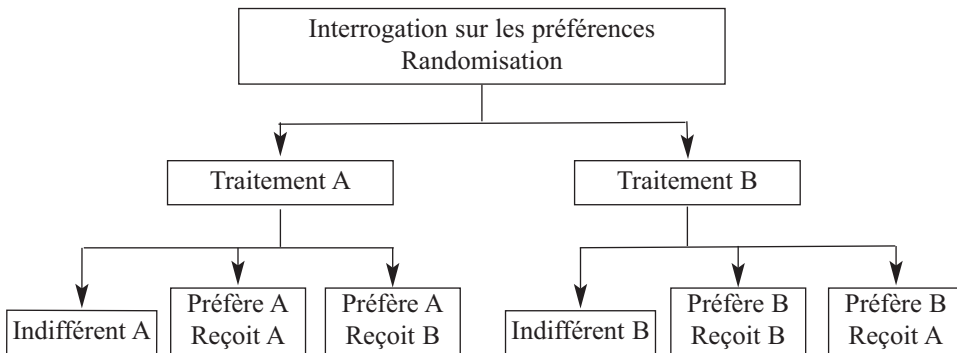 Interrogation sur les préférences
Randomisation
Traitement A
Traitement B
Indifférent A
Préfère A
Reçoit A
Préfère A
Reçoit B
Indifférent B
Préfère B
Reçoit B
Préfère B
Reçoit A